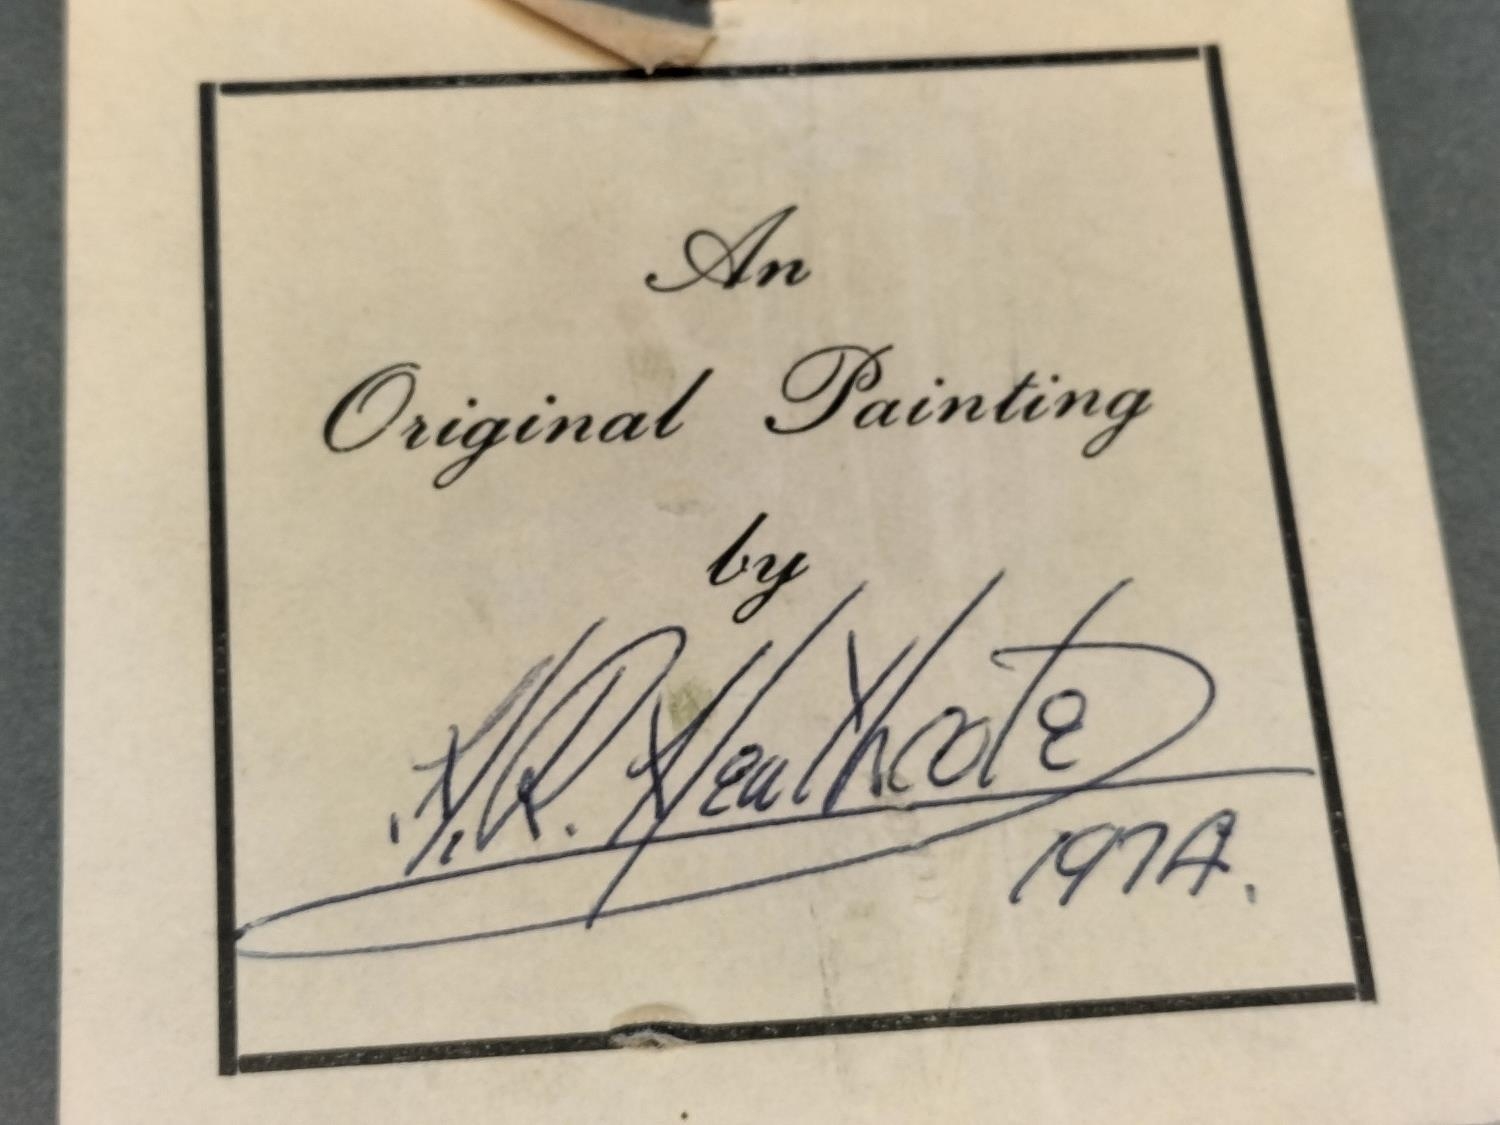 An
Original Painting
by
H.R. Heathcote
1974.